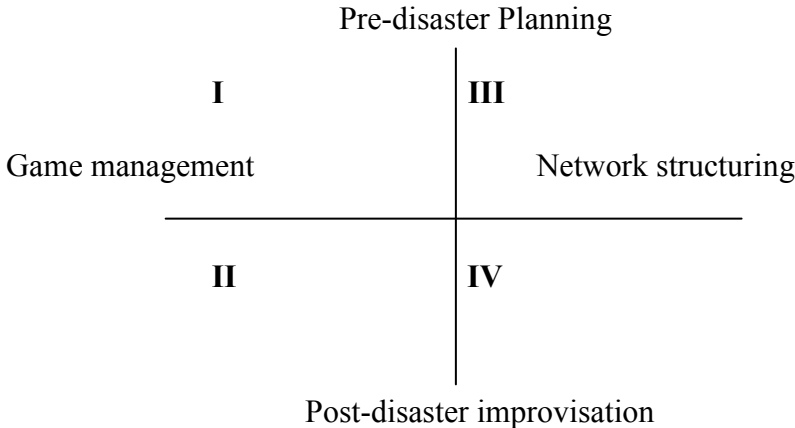 Pre-disaster Planning
I III
Game management Network structuring
II IV
Post-disaster improvisation